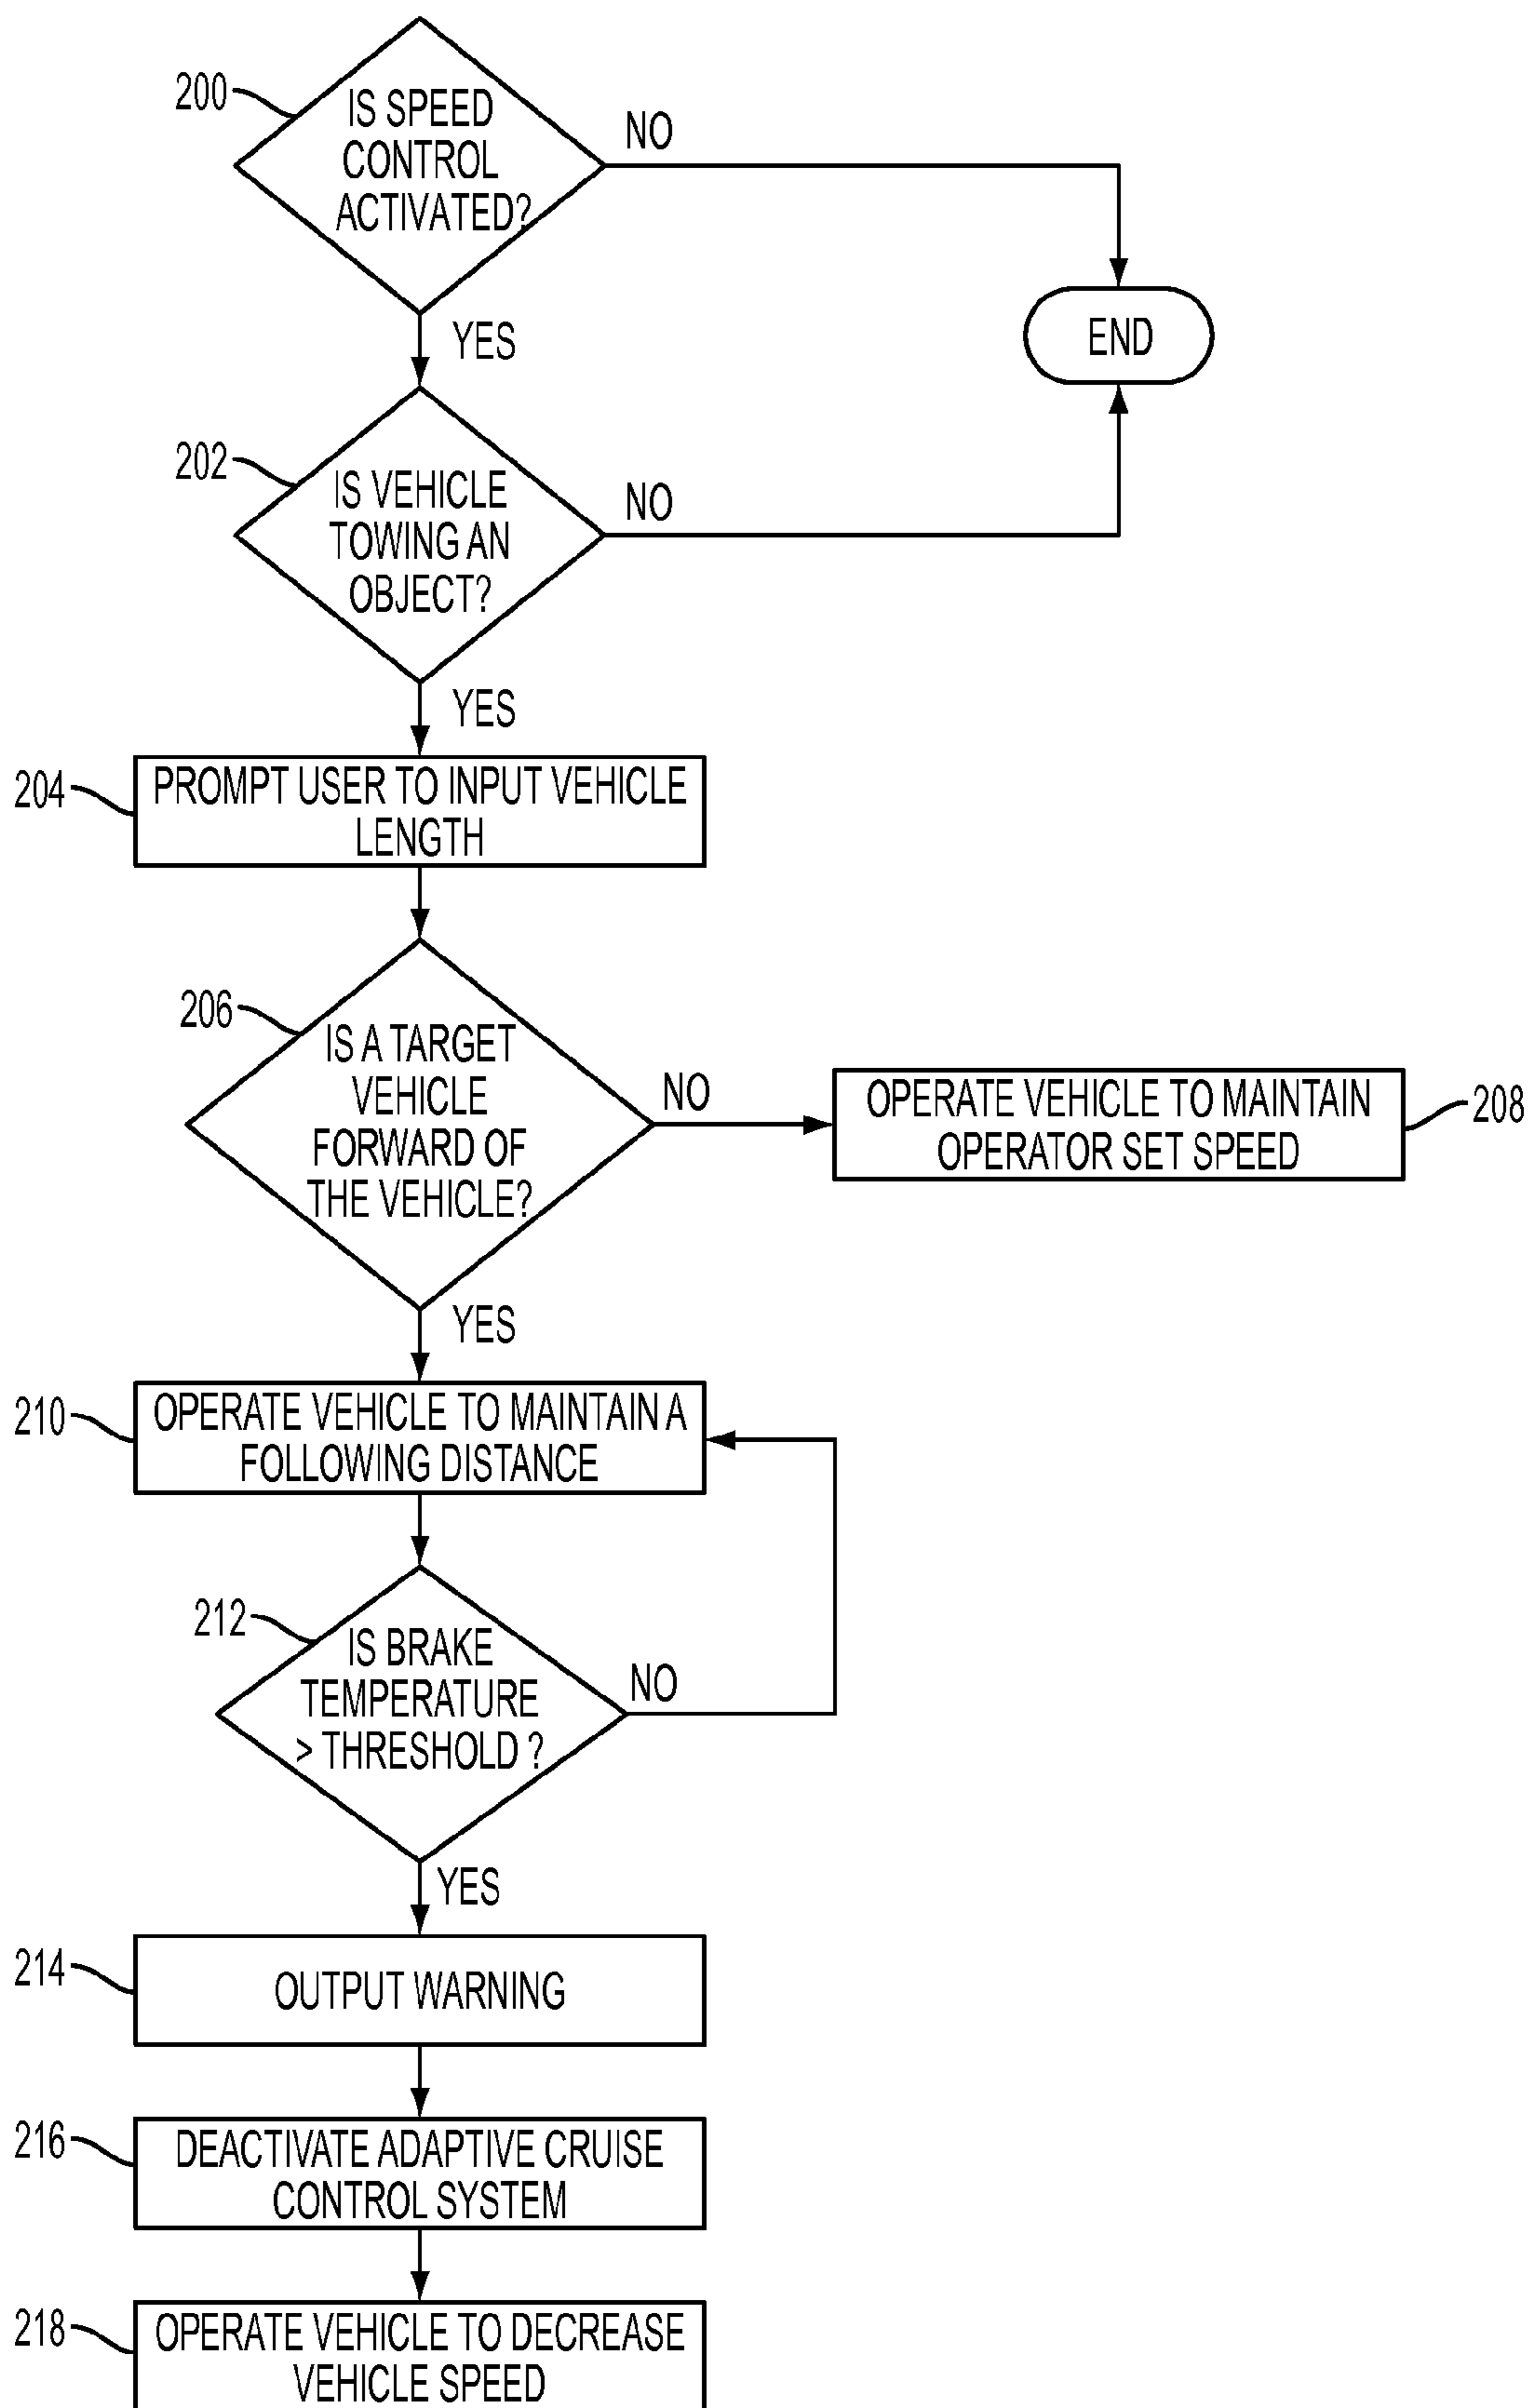 200
IS SPEED
CONTROL
ACTIVATED?
NO
YES
END
202
IS VEHICLE
TOWING AN
OBJECT?
NO
YES
204
PROMPT USER TO INPUT VEHICLE
LENGTH
206
IS A TARGET
VEHICLE
FORWARD OF
THE VEHICLE?
NO
OPERATE VEHICLE TO MAINTAIN
OPERATOR SET SPEED
208
YES
210
OPERATE VEHICLE TO MAINTAIN A
FOLLOWING DISTANCE
212
IS BRAKE
TEMPERATURE
> THRESHOLD ?
NO
YES
214
OUTPUT WARNING
216
DEACTIVATE ADAPTIVE CRUISE
CONTROL SYSTEM
218
OPERATE VEHICLE TO DECREASE
VEHICLE SPEED